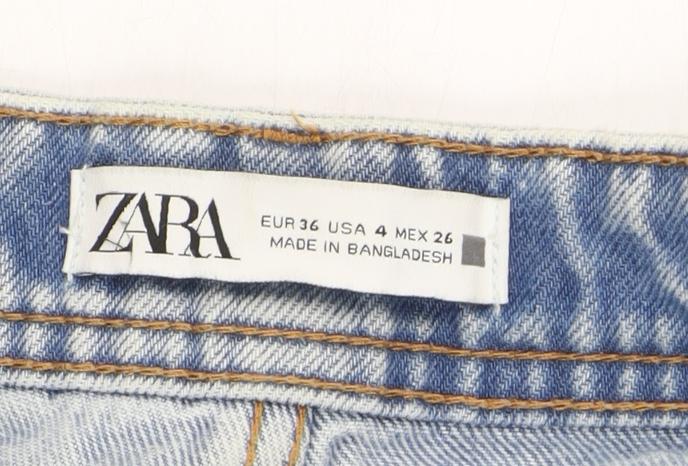 ZARA
EUR 36 USA 4 MEX 26
MADE IN BANGLADESH